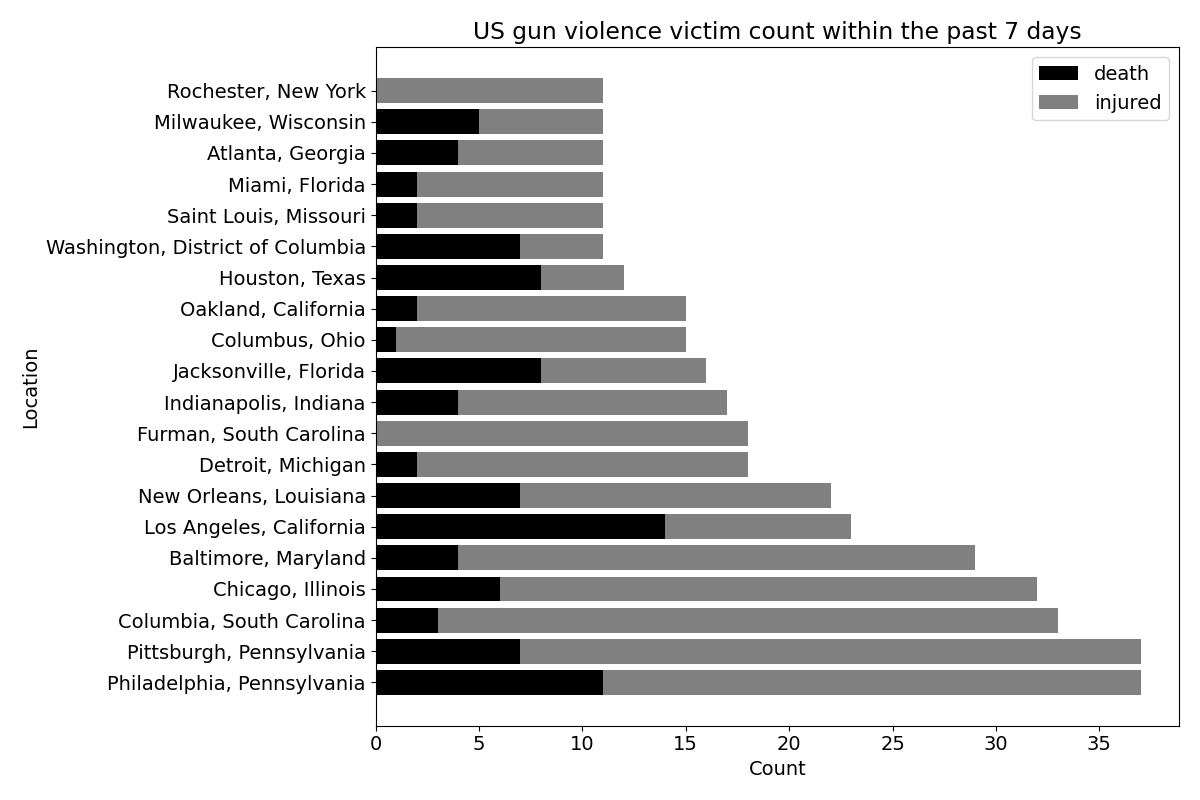 US gun violence victim count within the past 7 days
death
injured
Rochester, New York
Milwaukee, Wisconsin
Atlanta, Georgia
Miami, Florida
Saint Louis, Missouri
Washington, District of Columbia
Houston, Texas
Oakland, California
Columbus, Ohio
Jacksonville, Florida
Indianapolis, Indiana
Furman, South Carolina
Detroit, Michigan
New Orleans, Louisiana
Los Angeles, California
Baltimore, Maryland
Chicago, Illinois
Columbia, South Carolina
Pittsburgh, Pennsylvania
Philadelphia, Pennsylvania
Location
0 5 10 15 20 25 30 35
Count